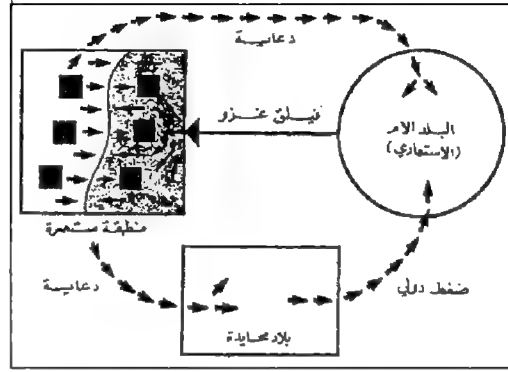 دعاية
فيلق غزو
البلد الام
(الاستعماري)
منطقة مستعمرة
دعاية
ضغط دولي
بلاد محايدة